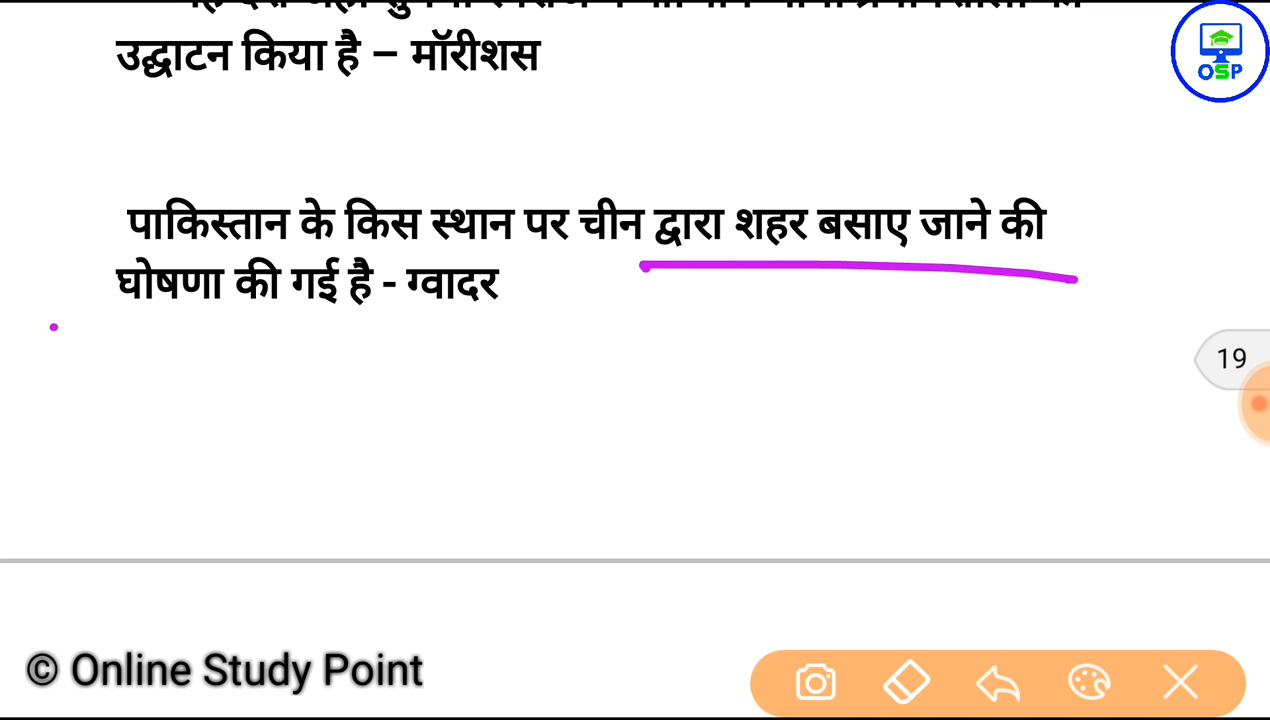 उद्घाटन किया है – मॉरीशस
OSP
पाकिस्तान के किस स्थान पर चीन द्वारा शहर बसाए जाने की
घोषणा की गई है - ग्वादर
19
© Online Study Point